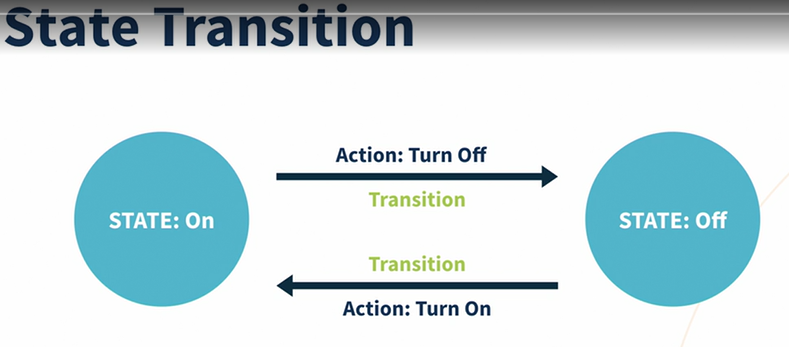 State Transition
Action: Turn Off
Transition
STATE: On
STATE: Off
Transition
Action: Turn On